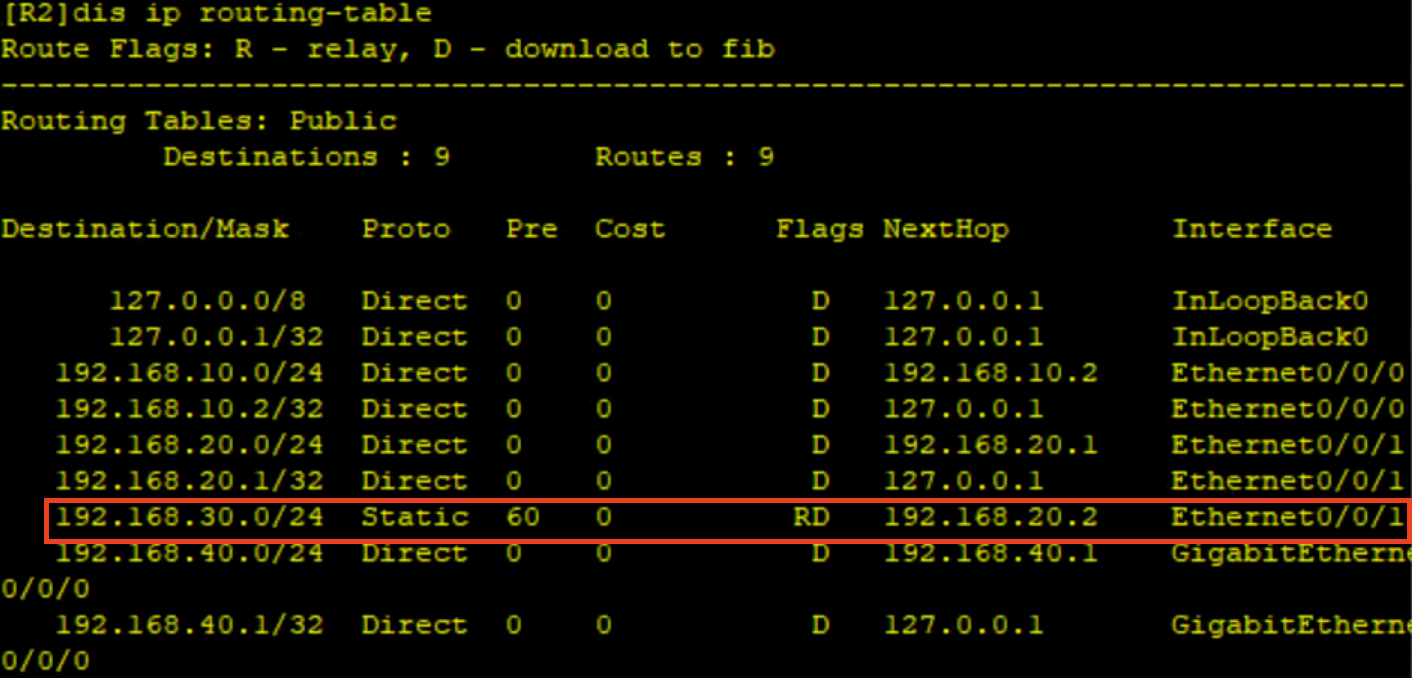 [R2]dis ip routing-table
Route Flags: R - relay, D - download to fib
------------------------------------------------------------------------------
Routing Tables: Public
         Destinations : 9        Routes : 9

Destination/Mask    Proto   Pre  Cost      Flags NextHop         Interface

      127.0.0.0/8   Direct  0    0           D   127.0.0.1       InLoopBack0
      127.0.0.1/32  Direct  0    0           D   127.0.0.1       InLoopBack0
   192.168.10.0/24  Direct  0    0           D   192.168.10.2    Ethernet0/0/0
   192.168.10.2/32  Direct  0    0           D   127.0.0.1       Ethernet0/0/0
   192.168.20.0/24  Direct  0    0           D   192.168.20.1    Ethernet0/0/1
   192.168.20.1/32  Direct  0    0           D   127.0.0.1       Ethernet0/0/1
   192.168.30.0/24  Static  60   0          RD   192.168.20.2    Ethernet0/0/1
   192.168.40.0/24  Direct  0    0           D   192.168.40.1    GigabitEtherne
0/0/0
   192.168.40.1/32  Direct  0    0           D   127.0.0.1       GigabitEtherne
0/0/0